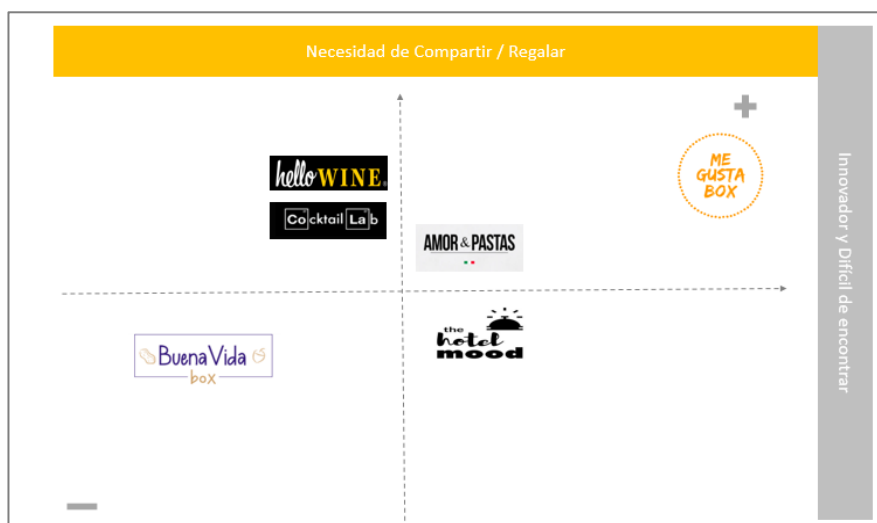 Necesidad de Compartir / Regalar
Innovador y Difícil de encontrar
hello WINE®
Cocktail Lab
ME
GUSTA
BOX
AMOR & PASTAS
the
hotel
mood
Buena Vida
box